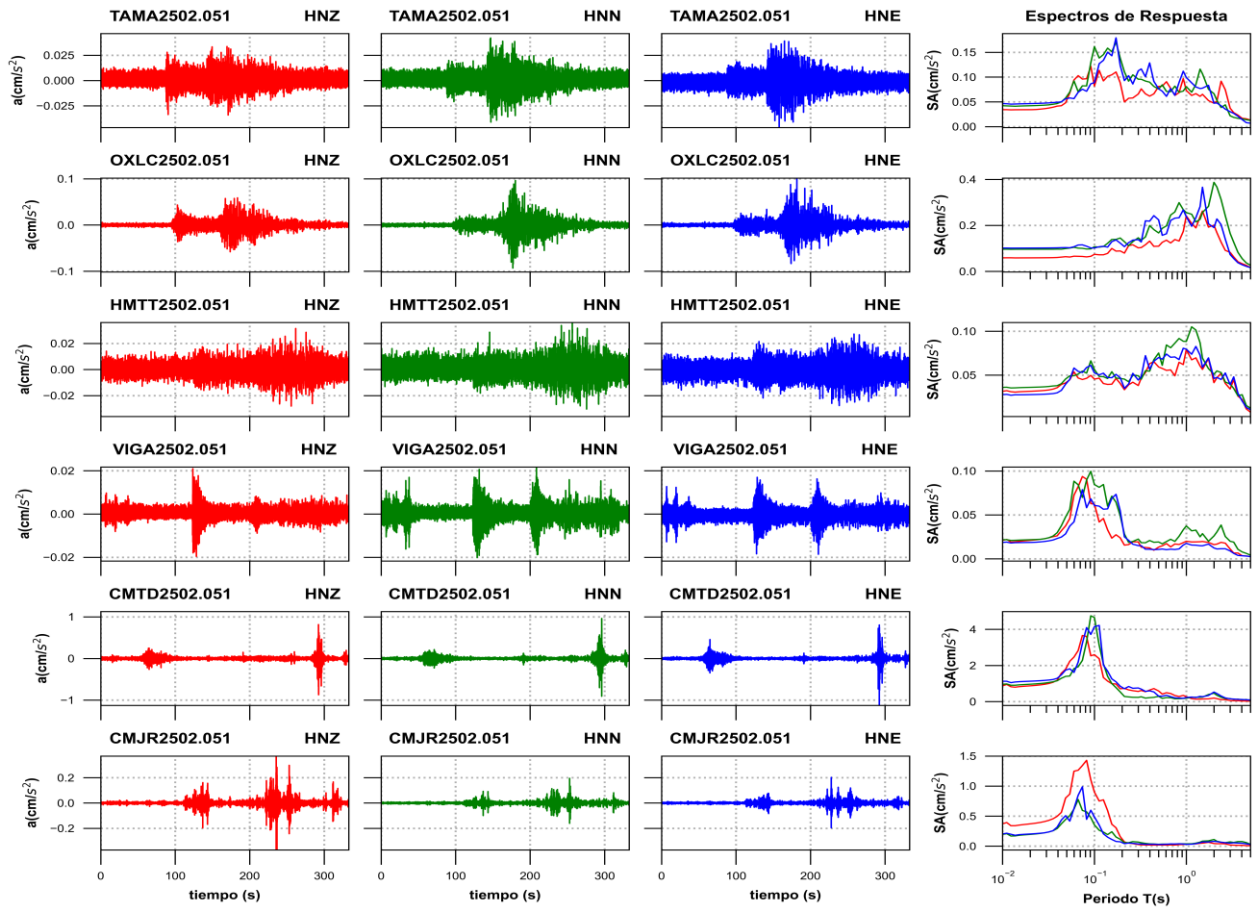 TAMA2502.051 HNZ TAMA2502.051 HNN TAMA2502.051 HNE Espectros de Respuesta
a(cm/s²) 0.025 0.000 −0.025 SA(cm/s²) 0.15 0.10 0.05 0.00
OXLC2502.051 HNZ OXLC2502.051 HNN OXLC2502.051 HNE
a(cm/s²) 0.1 0.0 −0.1 SA(cm/s²) 0.4 0.2 0.0
HMTT2502.051 HNZ HMTT2502.051 HNN HMTT2502.051 HNE
a(cm/s²) 0.02 0.00 −0.02 SA(cm/s²) 0.10 0.05
VIGA2502.051 HNZ VIGA2502.051 HNN VIGA2502.051 HNE
a(cm/s²) 0.02 0.00 −0.02 SA(cm/s²) 0.10 0.05 0.00
CMTD2502.051 HNZ CMTD2502.051 HNN CMTD2502.051 HNE
a(cm/s²) 1 0 −1 SA(cm/s²) 4 2 0
CMJR2502.051 HNZ CMJR2502.051 HNN CMJR2502.051 HNE
a(cm/s²) 0.2 0.0 −0.2 SA(cm/s²) 1.5 1.0 0.5 0.0
0 100 200 300 0 100 200 300 0 100 200 300 10⁻² 10⁻¹ 10⁰
tiempo (s) tiempo (s) tiempo (s) Periodo T(s)